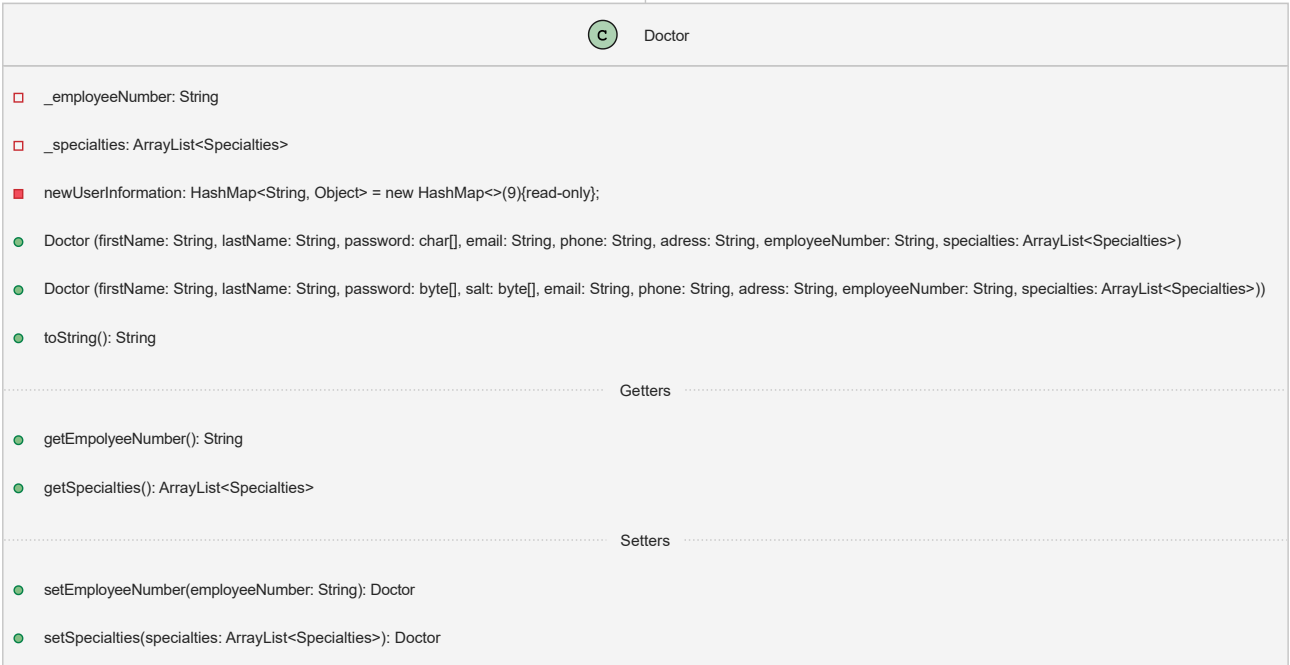 C Doctor
_employeeNumber: String
_specialties: ArrayList<Specialties>
newUserInformation: HashMap<String, Object> = new HashMap<>(9){read-only};
Doctor (firstName: String, lastName: String, password: char[], email: String, phone: String, adress: String, employeeNumber: String, specialties: ArrayList<Specialties>)
Doctor (firstName: String, lastName: String, password: byte[], salt: byte[], email: String, phone: String, adress: String, employeeNumber: String, specialties: ArrayList<Specialties>))
toString(): String
Getters
getEmpolyeeNumber(): String
getSpecialties(): ArrayList<Specialties>
Setters
setEmployeeNumber(employeeNumber: String): Doctor
setSpecialties(specialties: ArrayList<Specialties>): Doctor